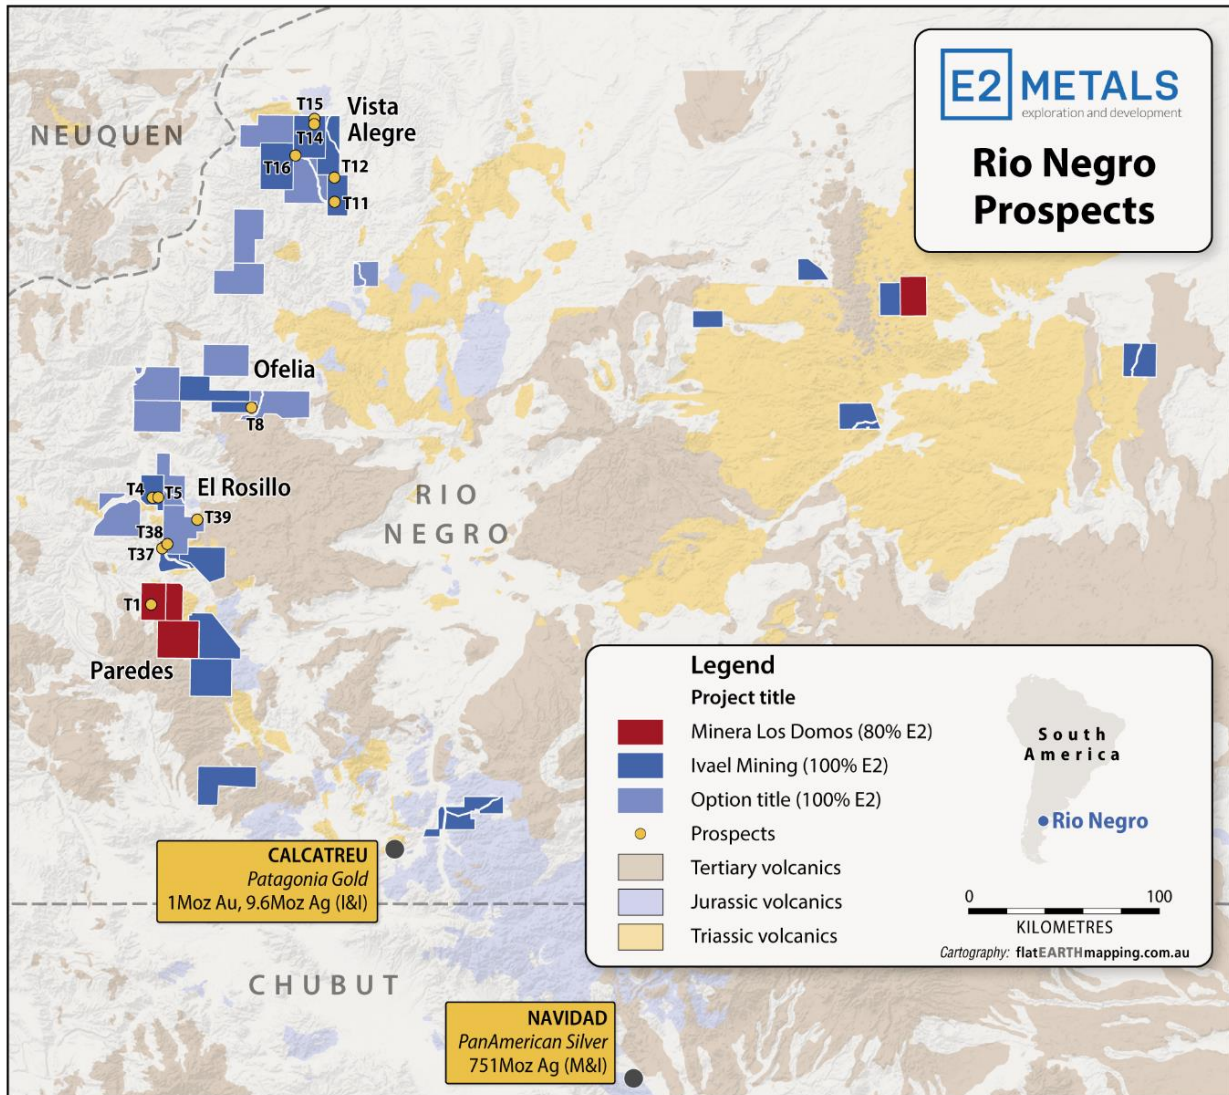 E2 METALS
exploration and development
Rio Negro
Prospects
NEUQUEN
T15
Vista
Alegre
T14
T16
T12
T11
Ofelia
T8
T4
T5
El Rosillo
T39
T38
T37
T1
Paredes
RIO
NEGRO
CALCATREU
Patagonia Gold
1Moz Au, 9.6Moz Ag (I&I)
CHUBUT
NAVIDAD
PanAmerican Silver
751Moz Ag (M&I)
Legend
Project title
Minera Los Domos (80% E2)
Ivael Mining (100% E2)
Option title (100% E2)
Prospects
Tertiary volcanics
Jurassic volcanics
Triassic volcanics
South
America
Rio Negro
0 100
KILOMETRES
Cartography: flatEARTHmapping.com.au